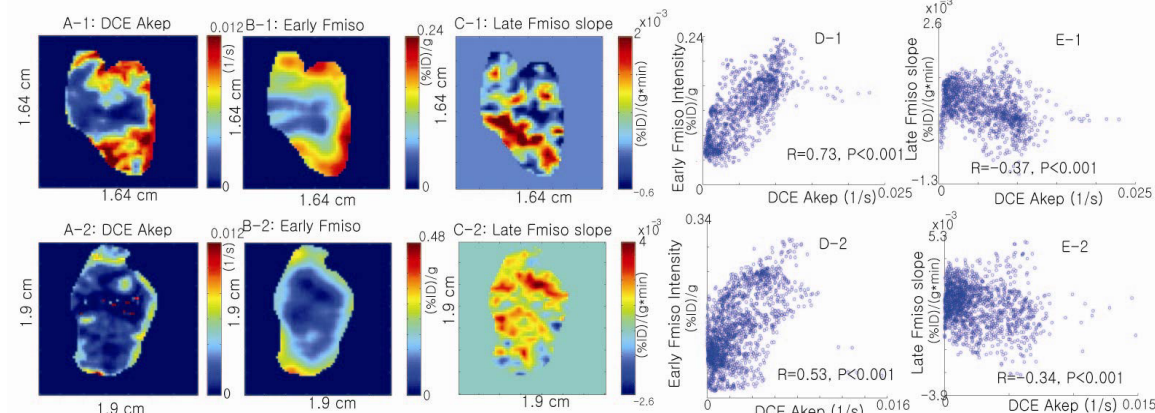 A-1: DCE Akep
0.012
(1/s)
0
1.64 cm
1.64 cm
B-1: Early Fmiso
0.24
(%ID)/g
0
1.64 cm
1.64 cm
C-1: Late Fmiso slope
×10⁻³
2
(%ID)/(g*min)
-0.6
1.64 cm
D-1
0.24
Early Fmiso Intensity
(%ID)/g
R=0.73, P<0.001
0
0.025
DCE Akep (1/s)
E-1
×10⁻³
2.6
Late Fmiso slope
(%ID)/(g*min)
R=-0.37, P<0.001
-1.3
0
0.025
DCE Akep (1/s)
A-2: DCE Akep
0.012
(1/s)
0
1.9 cm
1.9 cm
B-2: Early Fmiso
0.48
(%ID)/g
0
1.9 cm
1.9 cm
C-2: Late Fmiso slope
×10⁻³
4
(%ID)/(g*min)
-2.6
1.9 cm
1.9 cm
D-2
0.34
Early Fmiso Intensity
(%ID)/g
R=0.53, P<0.001
0
0.016
DCE Akep (1/s)
E-2
×10⁻³
5.3
Late Fmiso slope
(%ID)/(g*min)
R=-0.34, P<0.001
-3.9
0
0.015
DCE Akep (1/s)